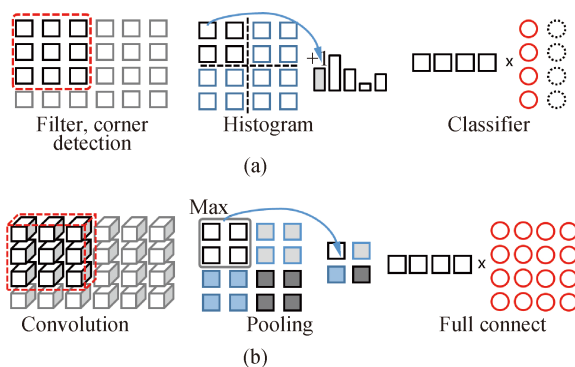 +1
x
Filter, corner
detection
Histogram
Classifier
(a)
Max
x
Convolution
Pooling
Full connect
(b)